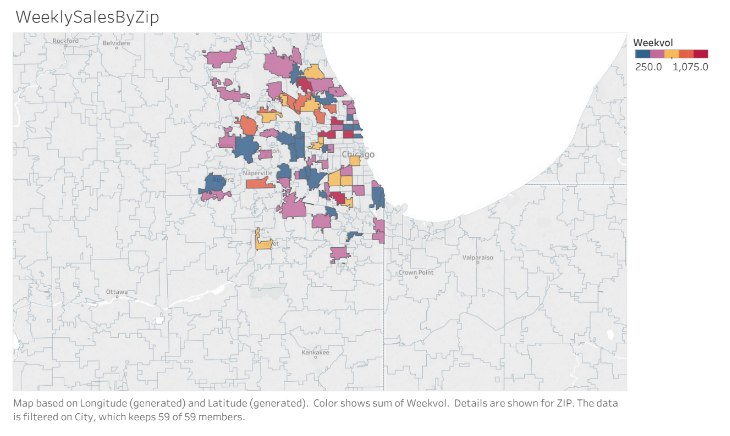 WeeklySalesByZip
Rockford
Belvidere
Weekvol
250.0 1,075.0
Chicago
Naperville
Valparaiso
Crown Point
Ottawa
Kankakee
Map based on Longitude (generated) and Latitude (generated). Color shows sum of Weekvol. Details are shown for ZIP. The data
is filtered on City, which keeps 59 of 59 members.